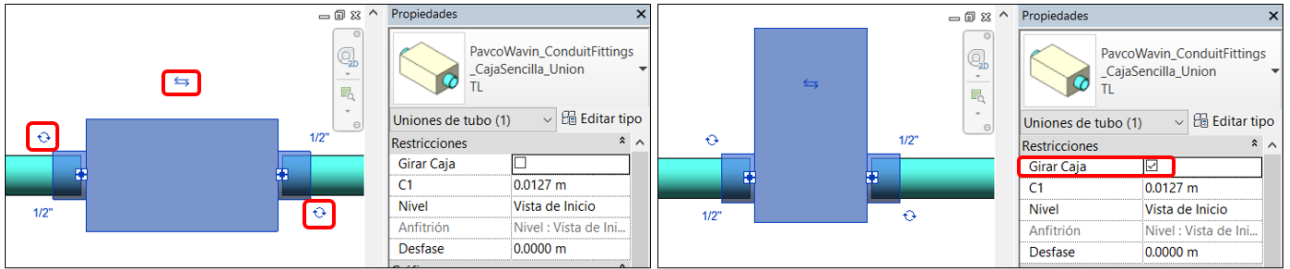 Propiedades
PavcoWavin_ConduitFittings
_CajaSencilla_Union
TL
2D
Uniones de tubo (1)
Editar tipo
Restricciones
Girar Caja
C1 0.0127 m
Nivel Vista de Inicio
Anfitrión Nivel : Vista de Ini...
Desfase 0.0000 m
1/2"
1/2"
Propiedades
PavcoWavin_ConduitFittings
_CajaSencilla_Union
TL
2D
Uniones de tubo (1)
Editar tipo
Restricciones
Girar Caja
C1 0.0127 m
Nivel Vista de Inicio
Anfitrión Nivel : Vista de Ini...
Desfase 0.0000 m
1/2"
1/2"